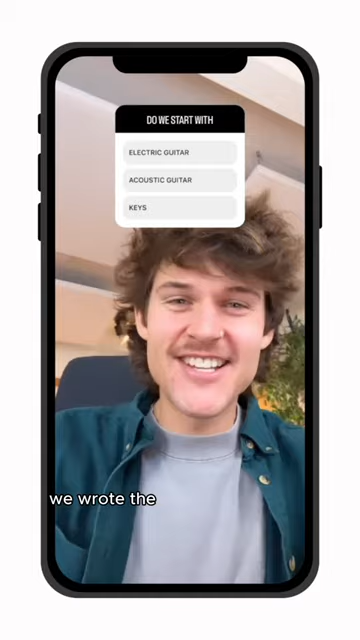 DO WE START WITH
ELECTRIC GUITAR
ACOUSTIC GUITAR
KEYS
we wrote the